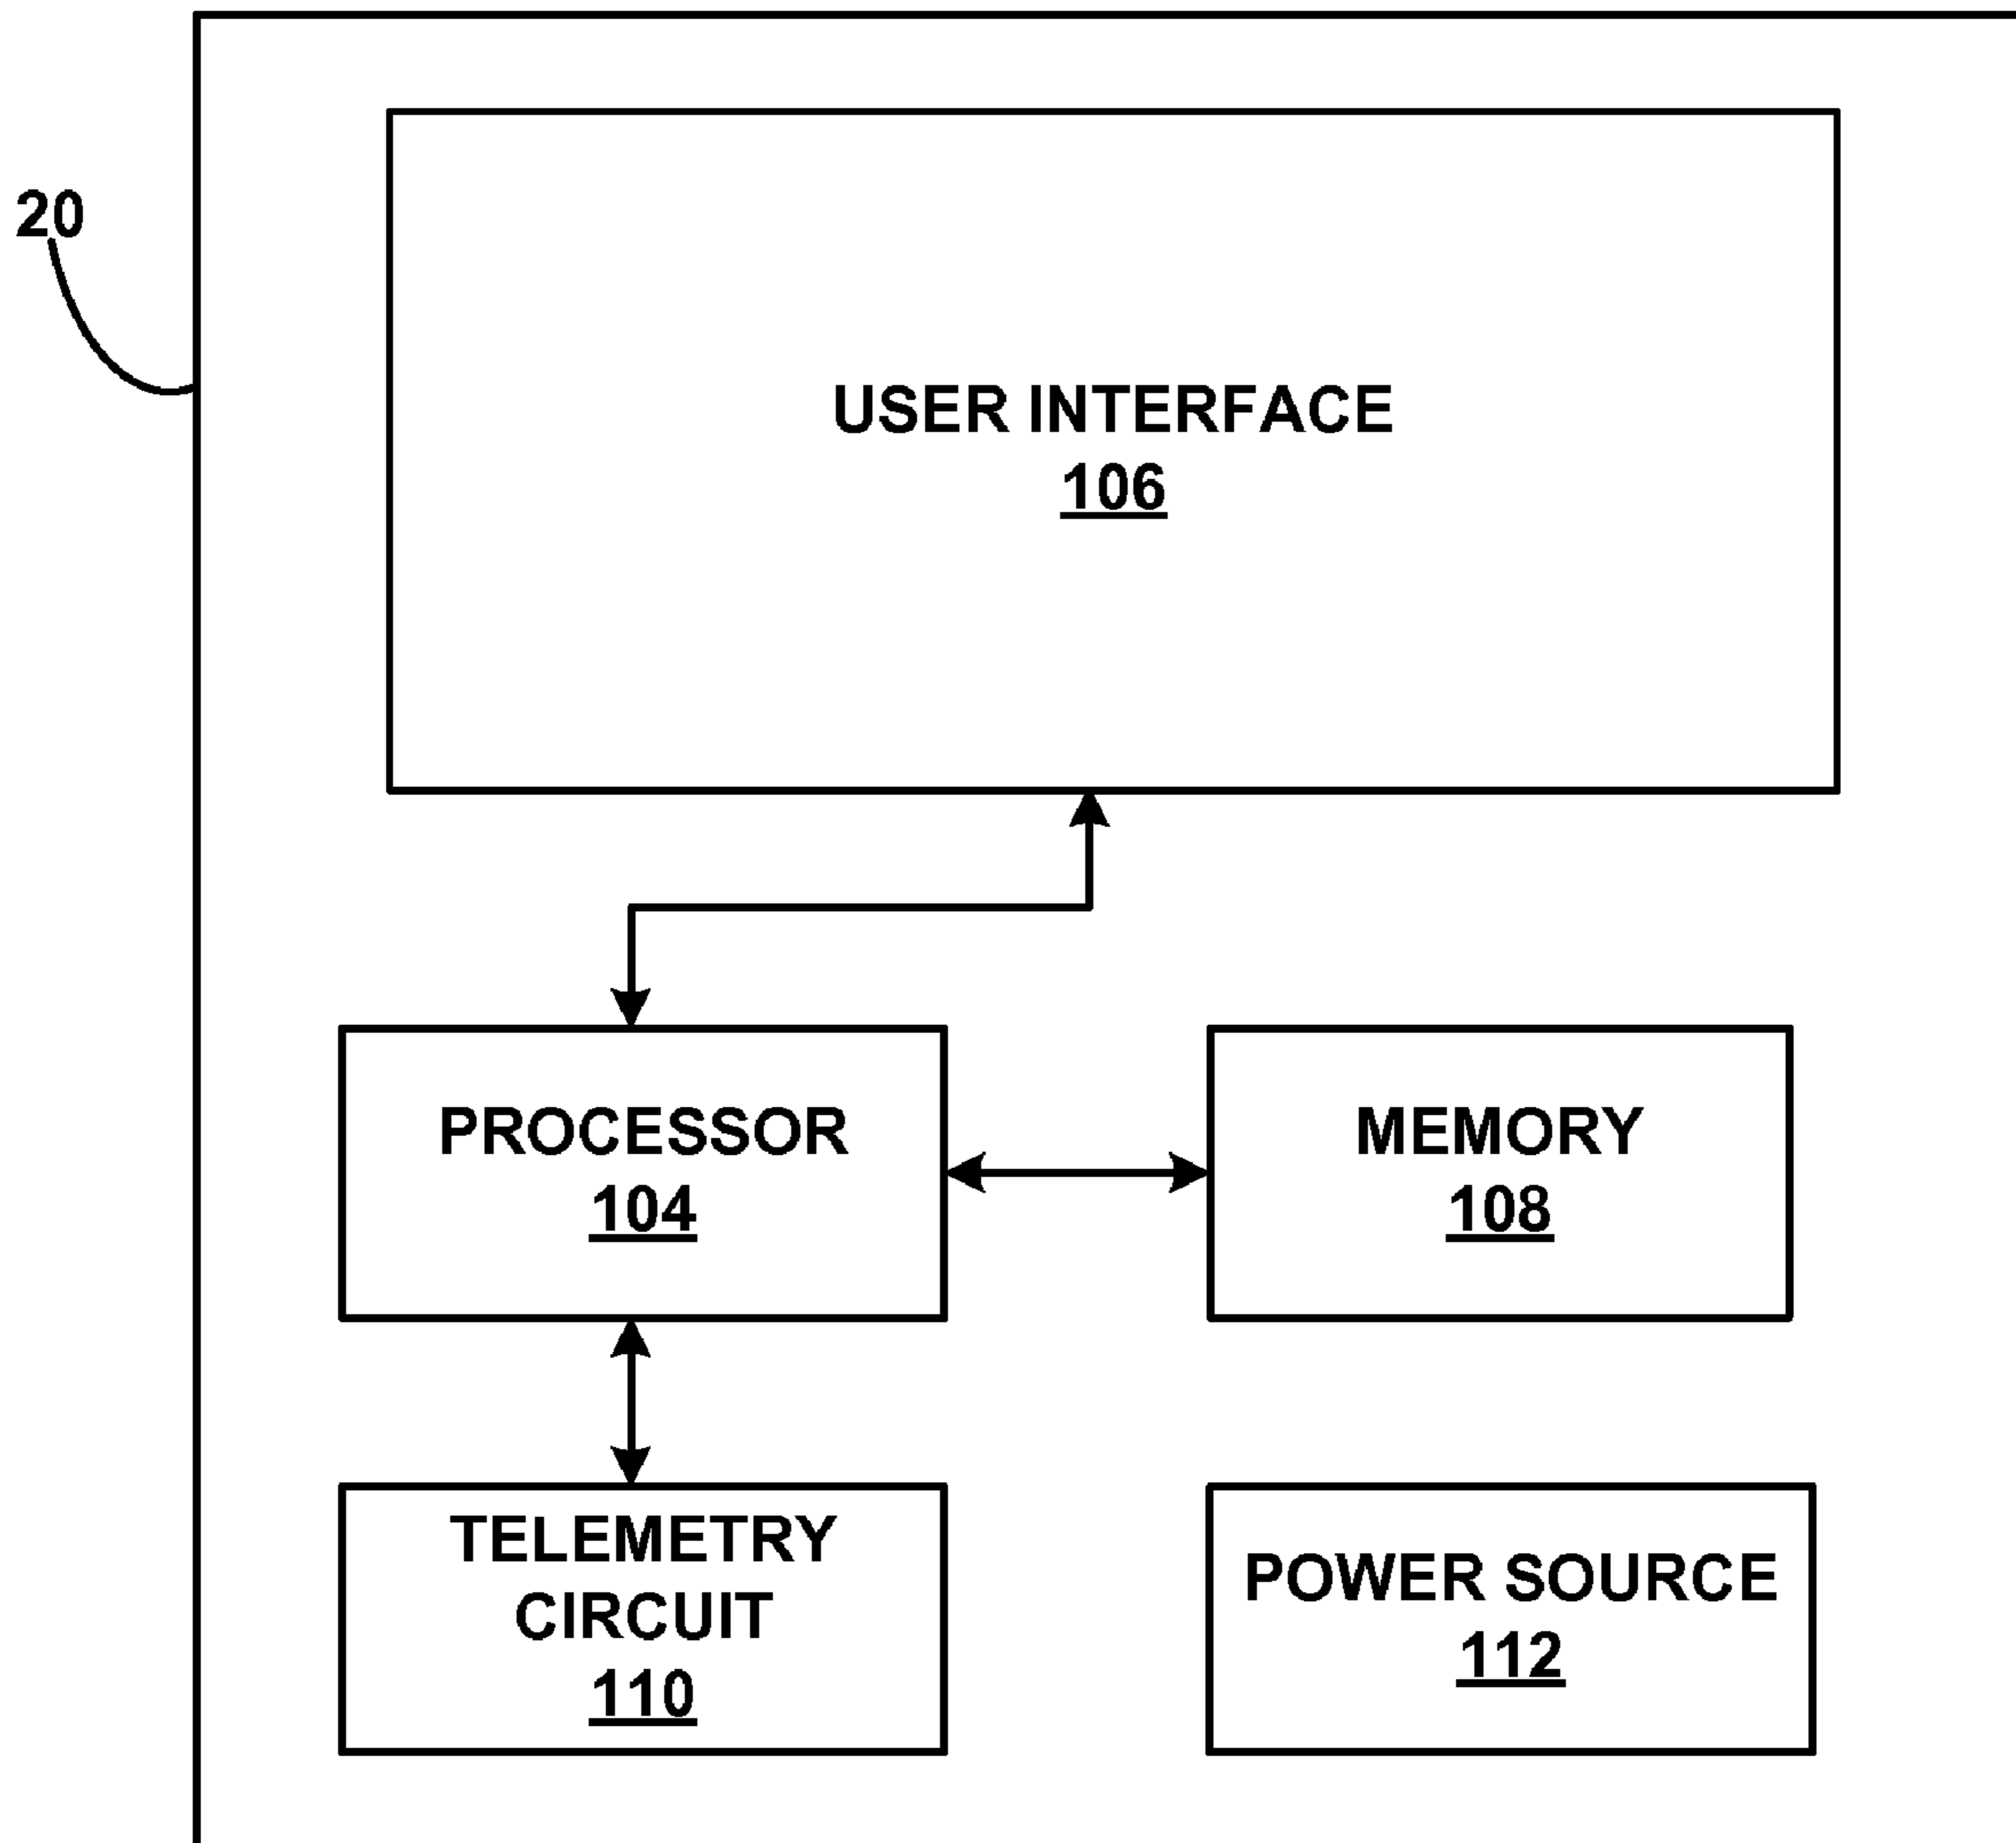 20
USER INTERFACE
106
PROCESSOR
104
MEMORY
108
TELEMETRY
CIRCUIT
110
POWER SOURCE
112